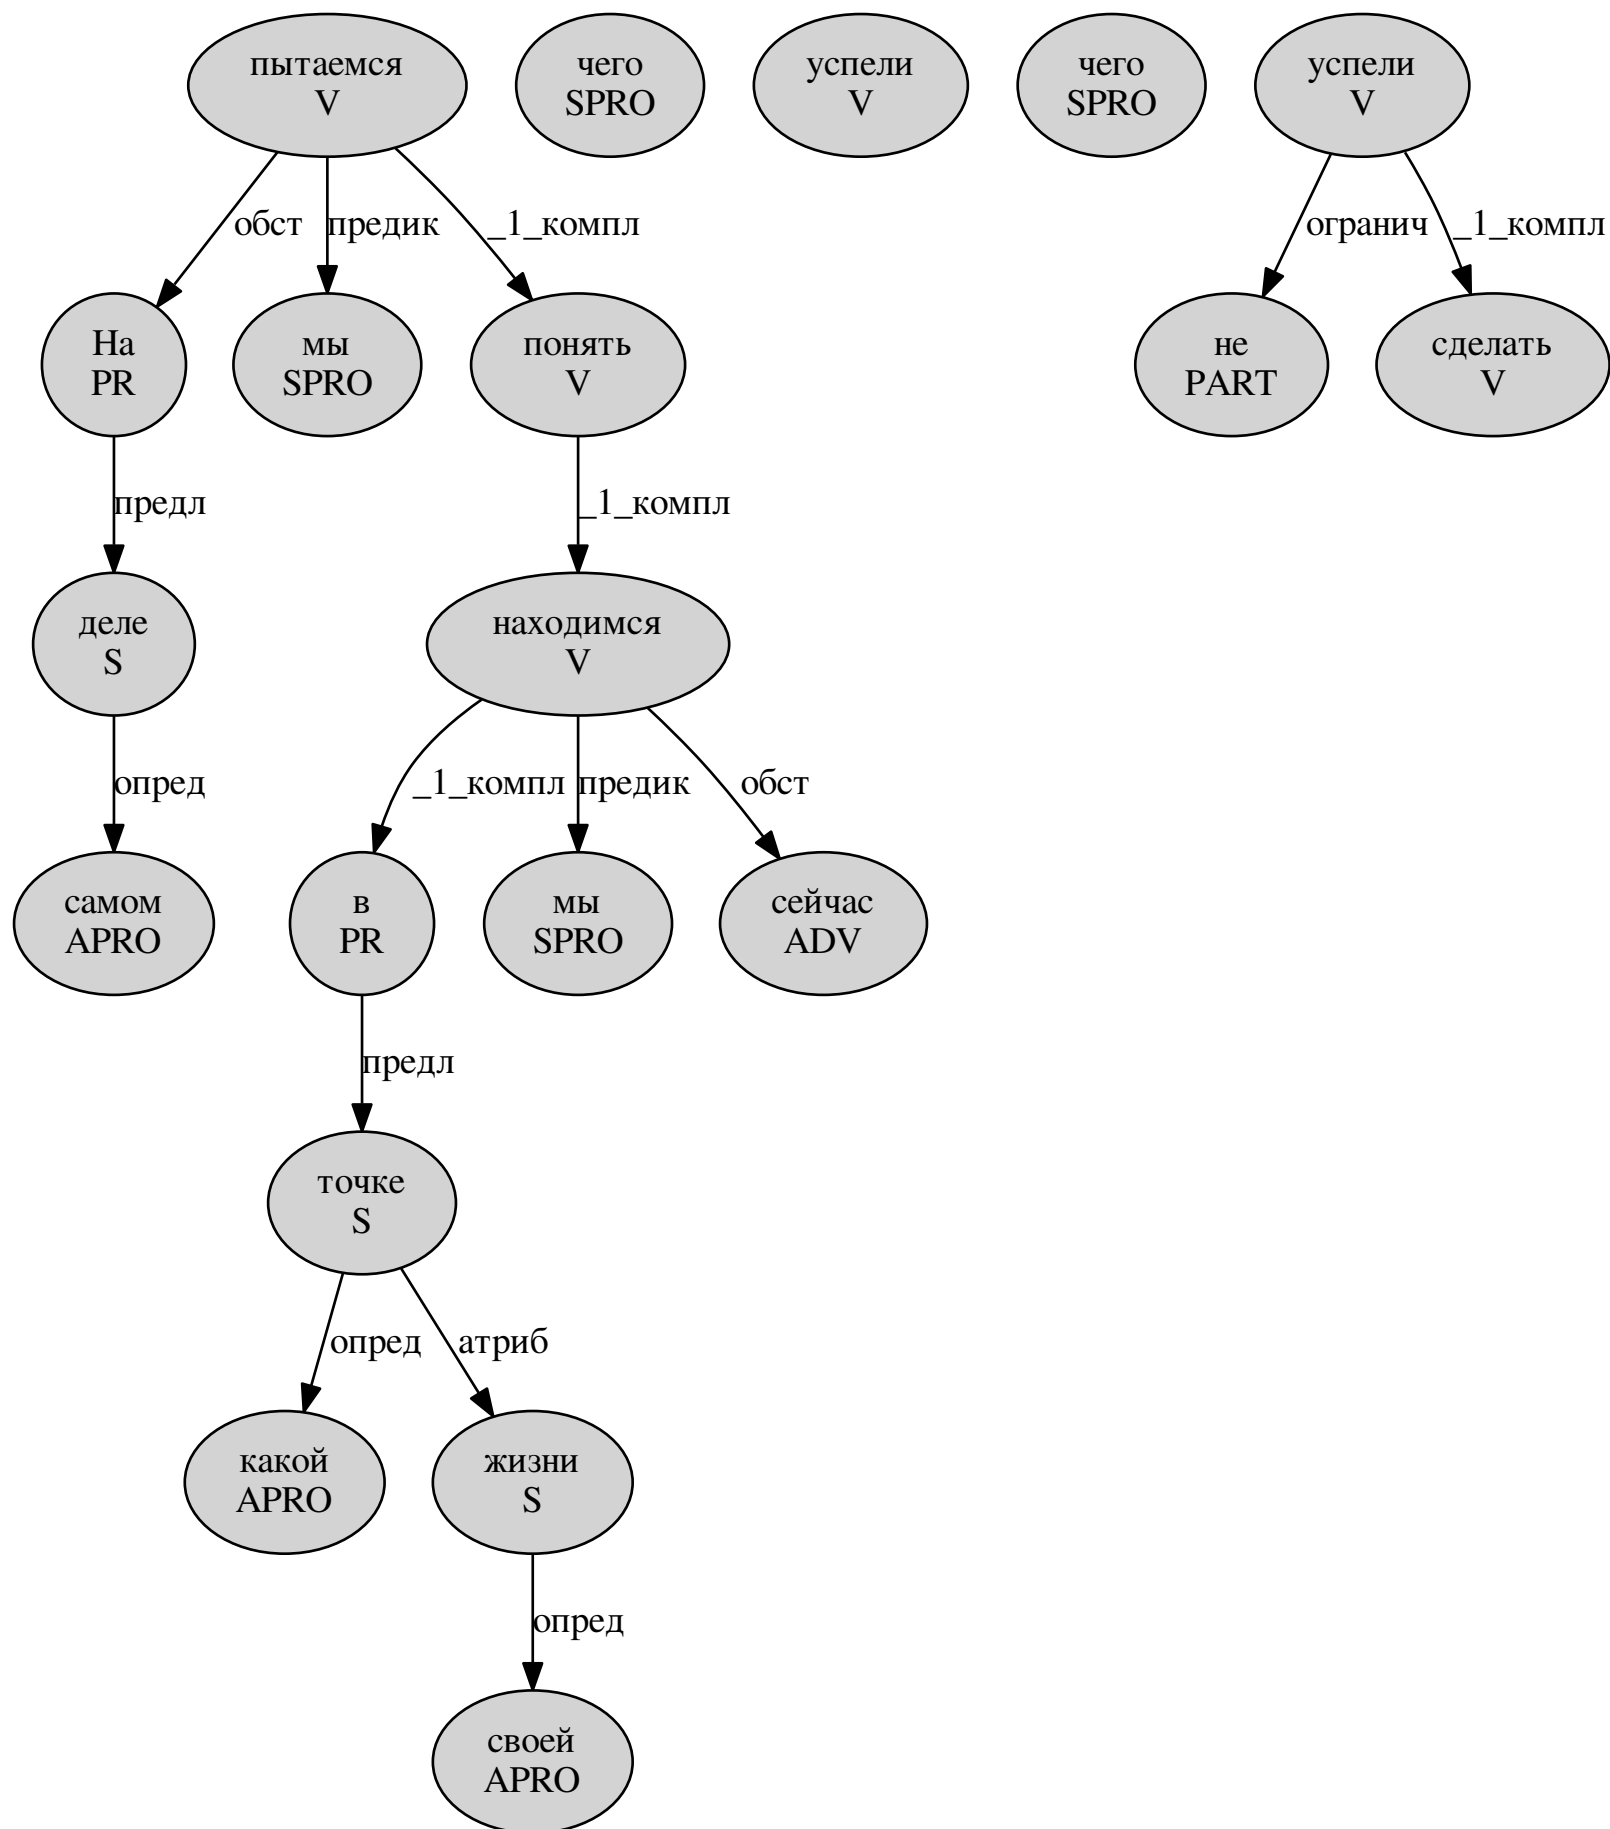 пытаемся
V
чего
SPRO
успели
V
чего
SPRO
успели
V
обст
предик
_1_компл
огранич
_1_компл
На
PR
мы
SPRO
понять
V
не
PART
сделать
V
предл
_1_компл
деле
S
находимся
V
опред
_1_компл
предик
обст
самом
APRO
в
PR
мы
SPRO
сейчас
ADV
предл
точке
S
опред
атриб
какой
APRO
жизни
S
опред
своей
APRO